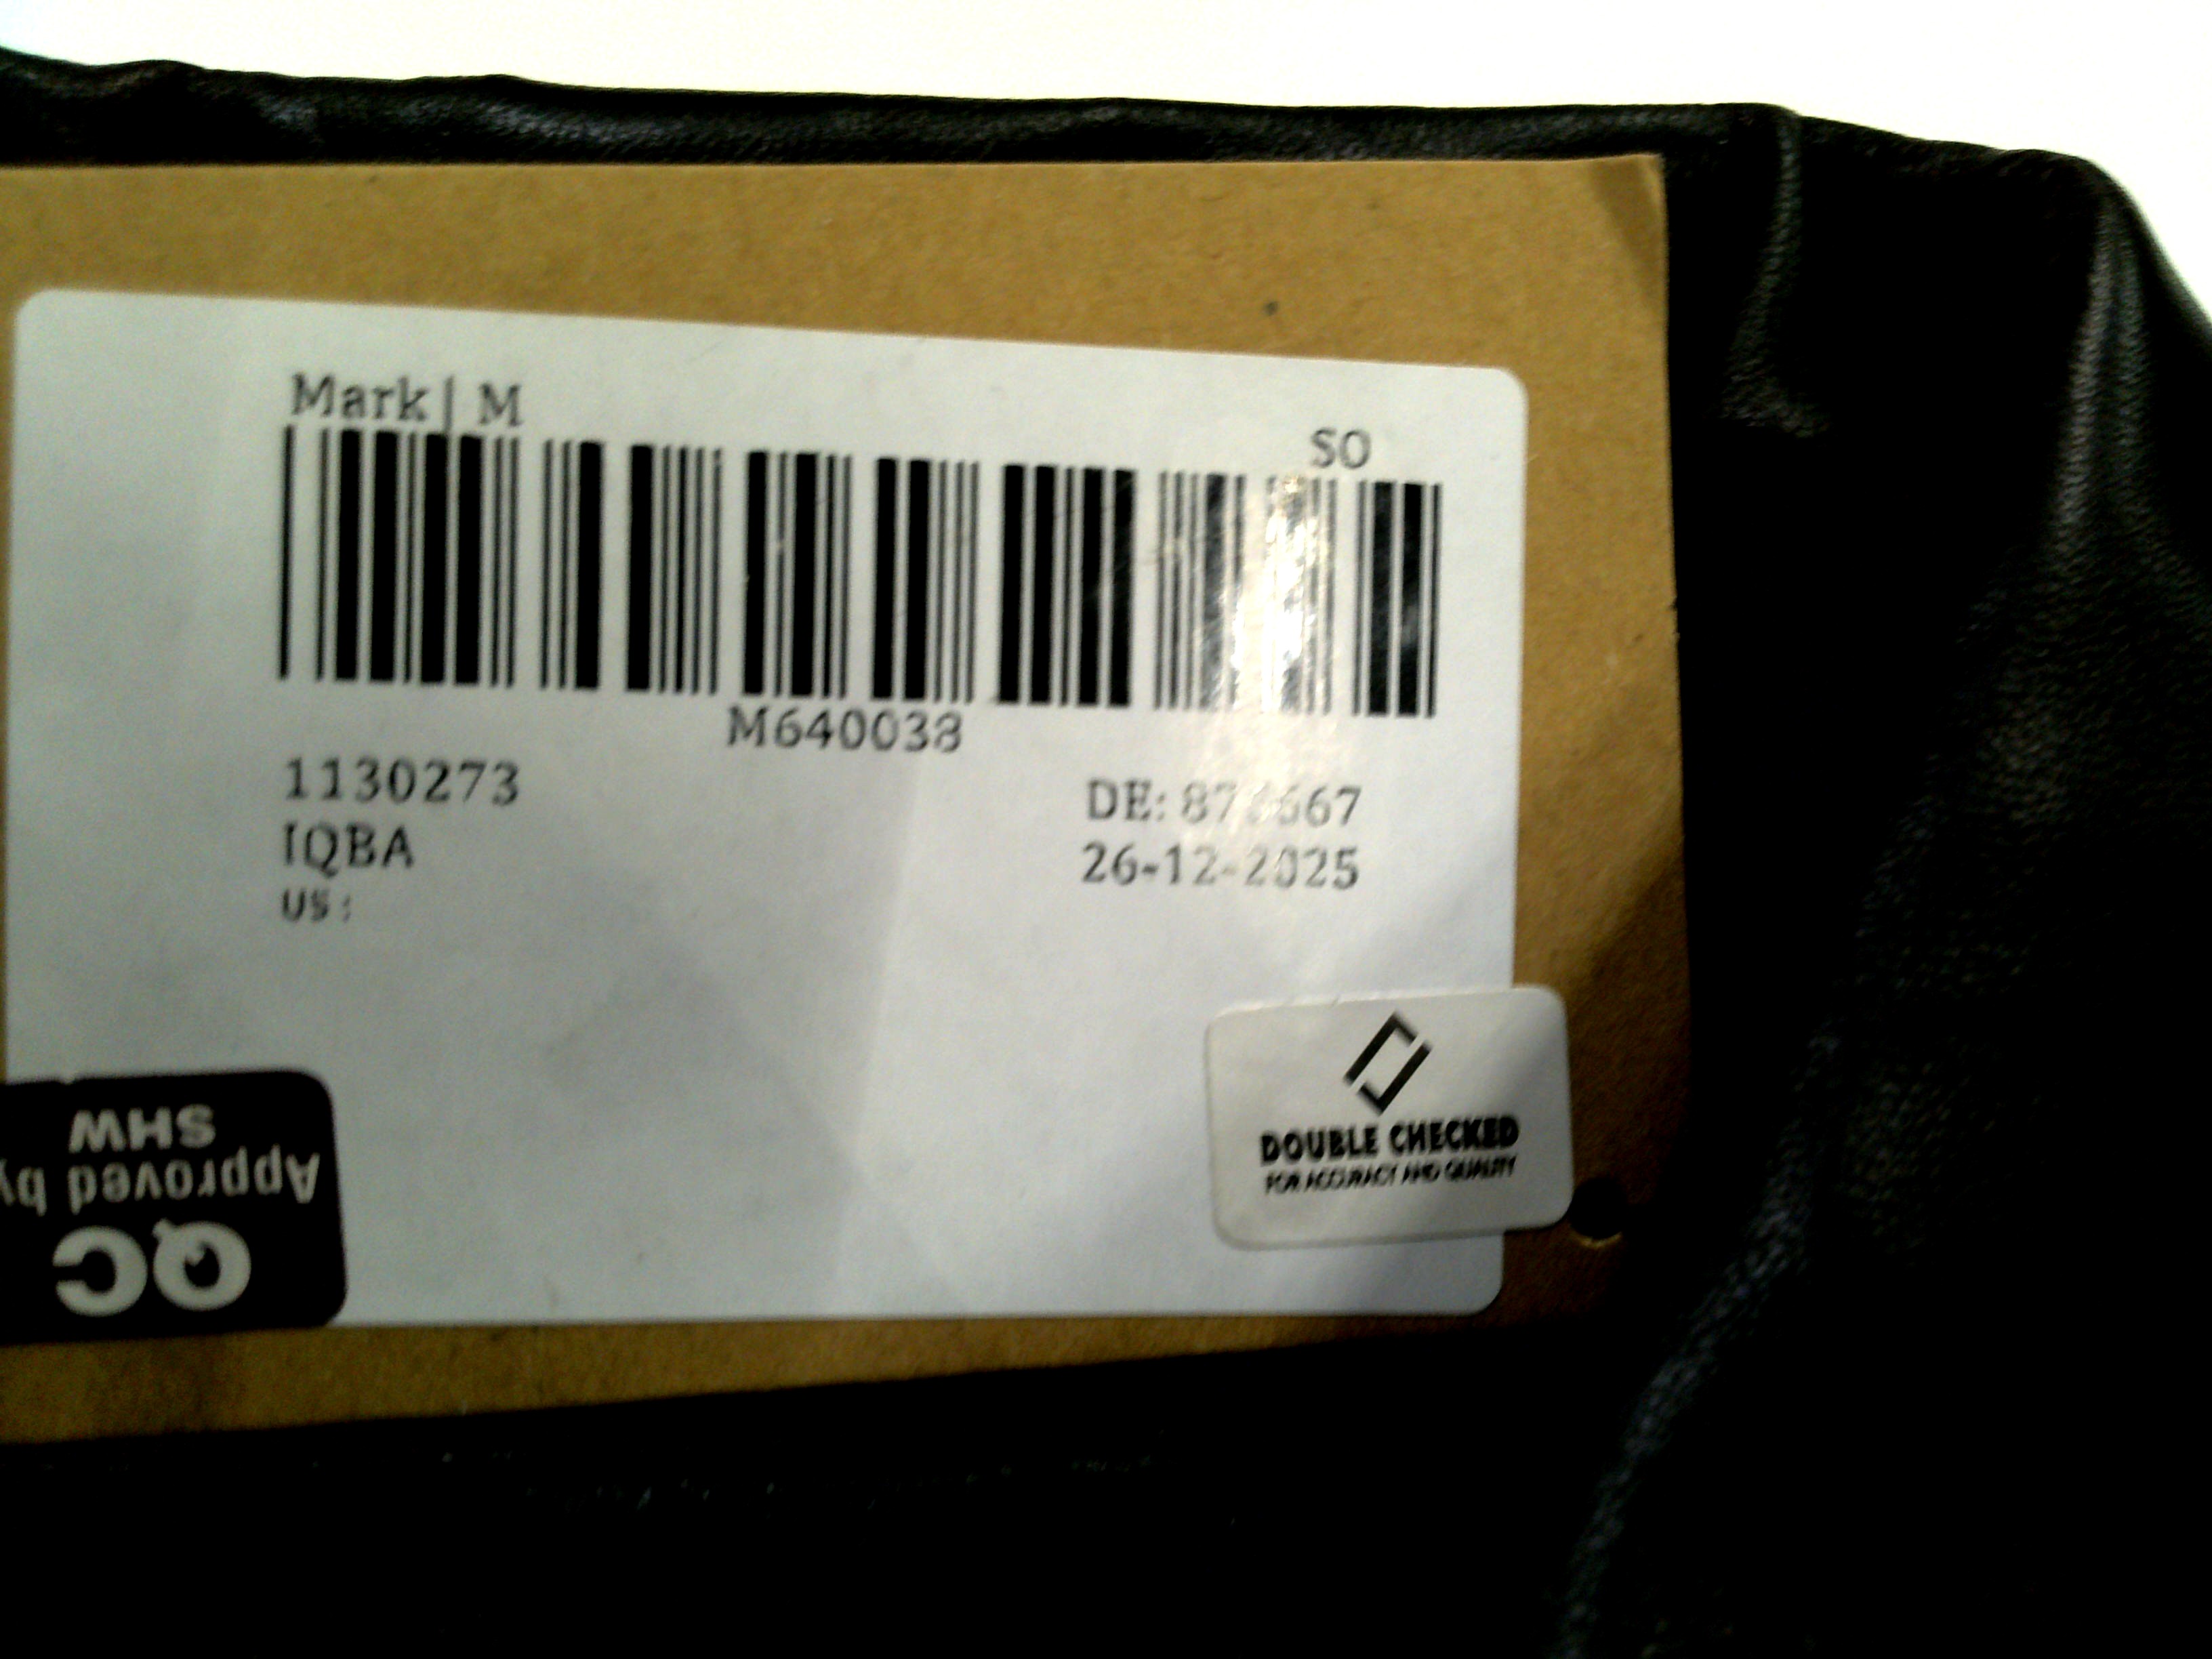 Mark| M
SO
M640038
1130273
IQBA
26-12-2025
DE:
US :
DOUBLE CHECKED
FOR ACCURACY AND QUALITY
QC
Approved by
SHW